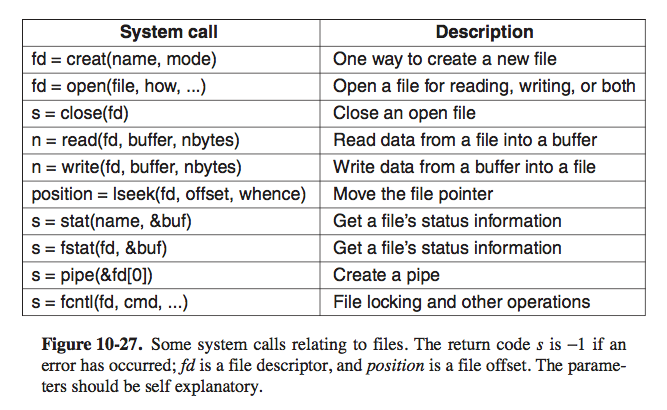 System call Description
fd = creat(name, mode) One way to create a new file
fd = open(file, how, ...) Open a file for reading, writing, or both
s = close(fd) Close an open file
n = read(fd, buffer, nbytes) Read data from a file into a buffer
n = write(fd, buffer, nbytes) Write data from a buffer into a file
position = lseek(fd, offset, whence) Move the file pointer
s = stat(name, &buf) Get a file's status information
s = fstat(fd, &buf) Get a file's status information
s = pipe(&fd[0]) Create a pipe
s = fcntl(fd, cmd, ...) File locking and other operations
Figure 10-27. Some system calls relating to files. The return code s is −1 if an
error has occurred; fd is a file descriptor, and position is a file offset. The parame-
ters should be self explanatory.